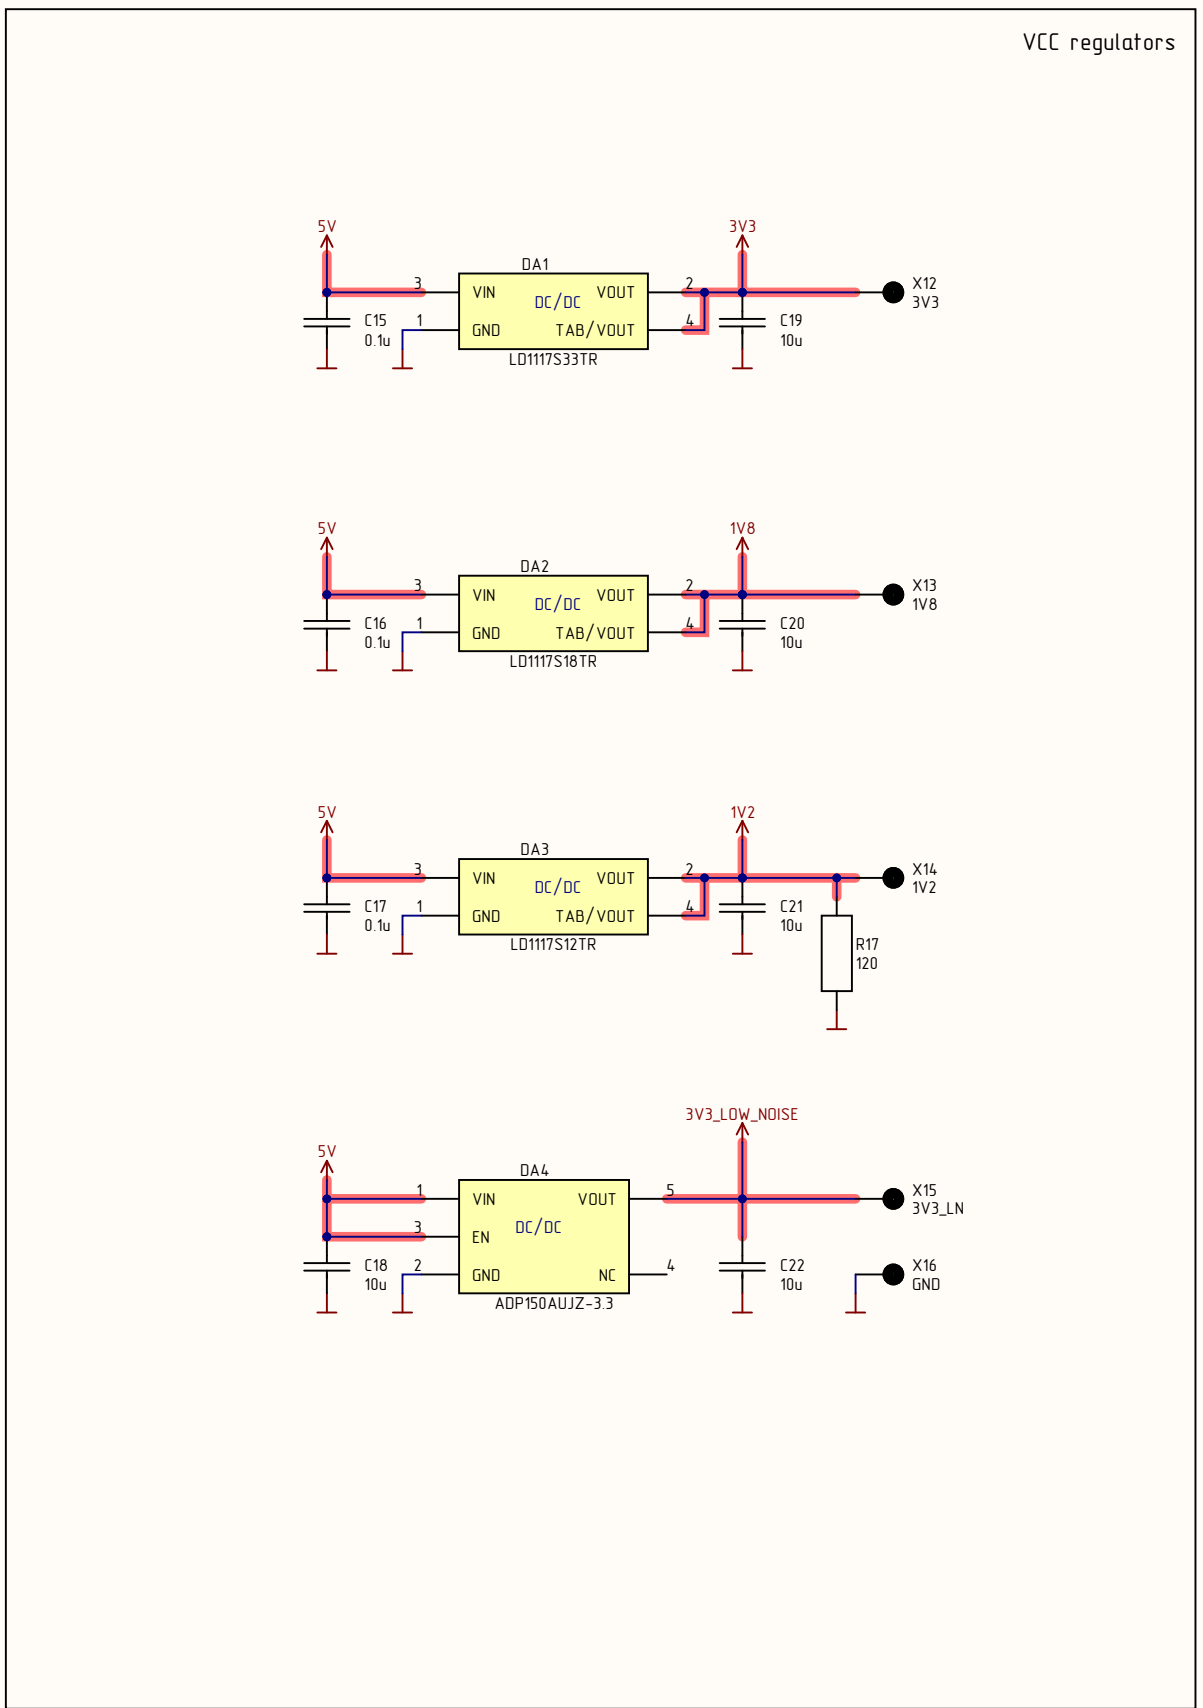 VCC regulators
5V
3V3
DA1
3 VIN DC/DC VOUT 2
1 GND TAB/VOUT 4
LD1117S33TR
C15
0.1u
C19
10u
X12
3V3
5V
1V8
DA2
3 VIN DC/DC VOUT 2
1 GND TAB/VOUT 4
LD1117S18TR
C16
0.1u
C20
10u
X13
1V8
5V
1V2
DA3
3 VIN DC/DC VOUT 2
1 GND TAB/VOUT 4
LD1117S12TR
C17
0.1u
C21
10u
X14
1V2
R17
120
5V
3V3_LOW_NOISE
DA4
1 VIN VOUT 5
3 EN DC/DC
2 GND NC 4
ADP150AUJZ-3.3
C18
10u
C22
10u
X15
3V3_LN
X16
GND